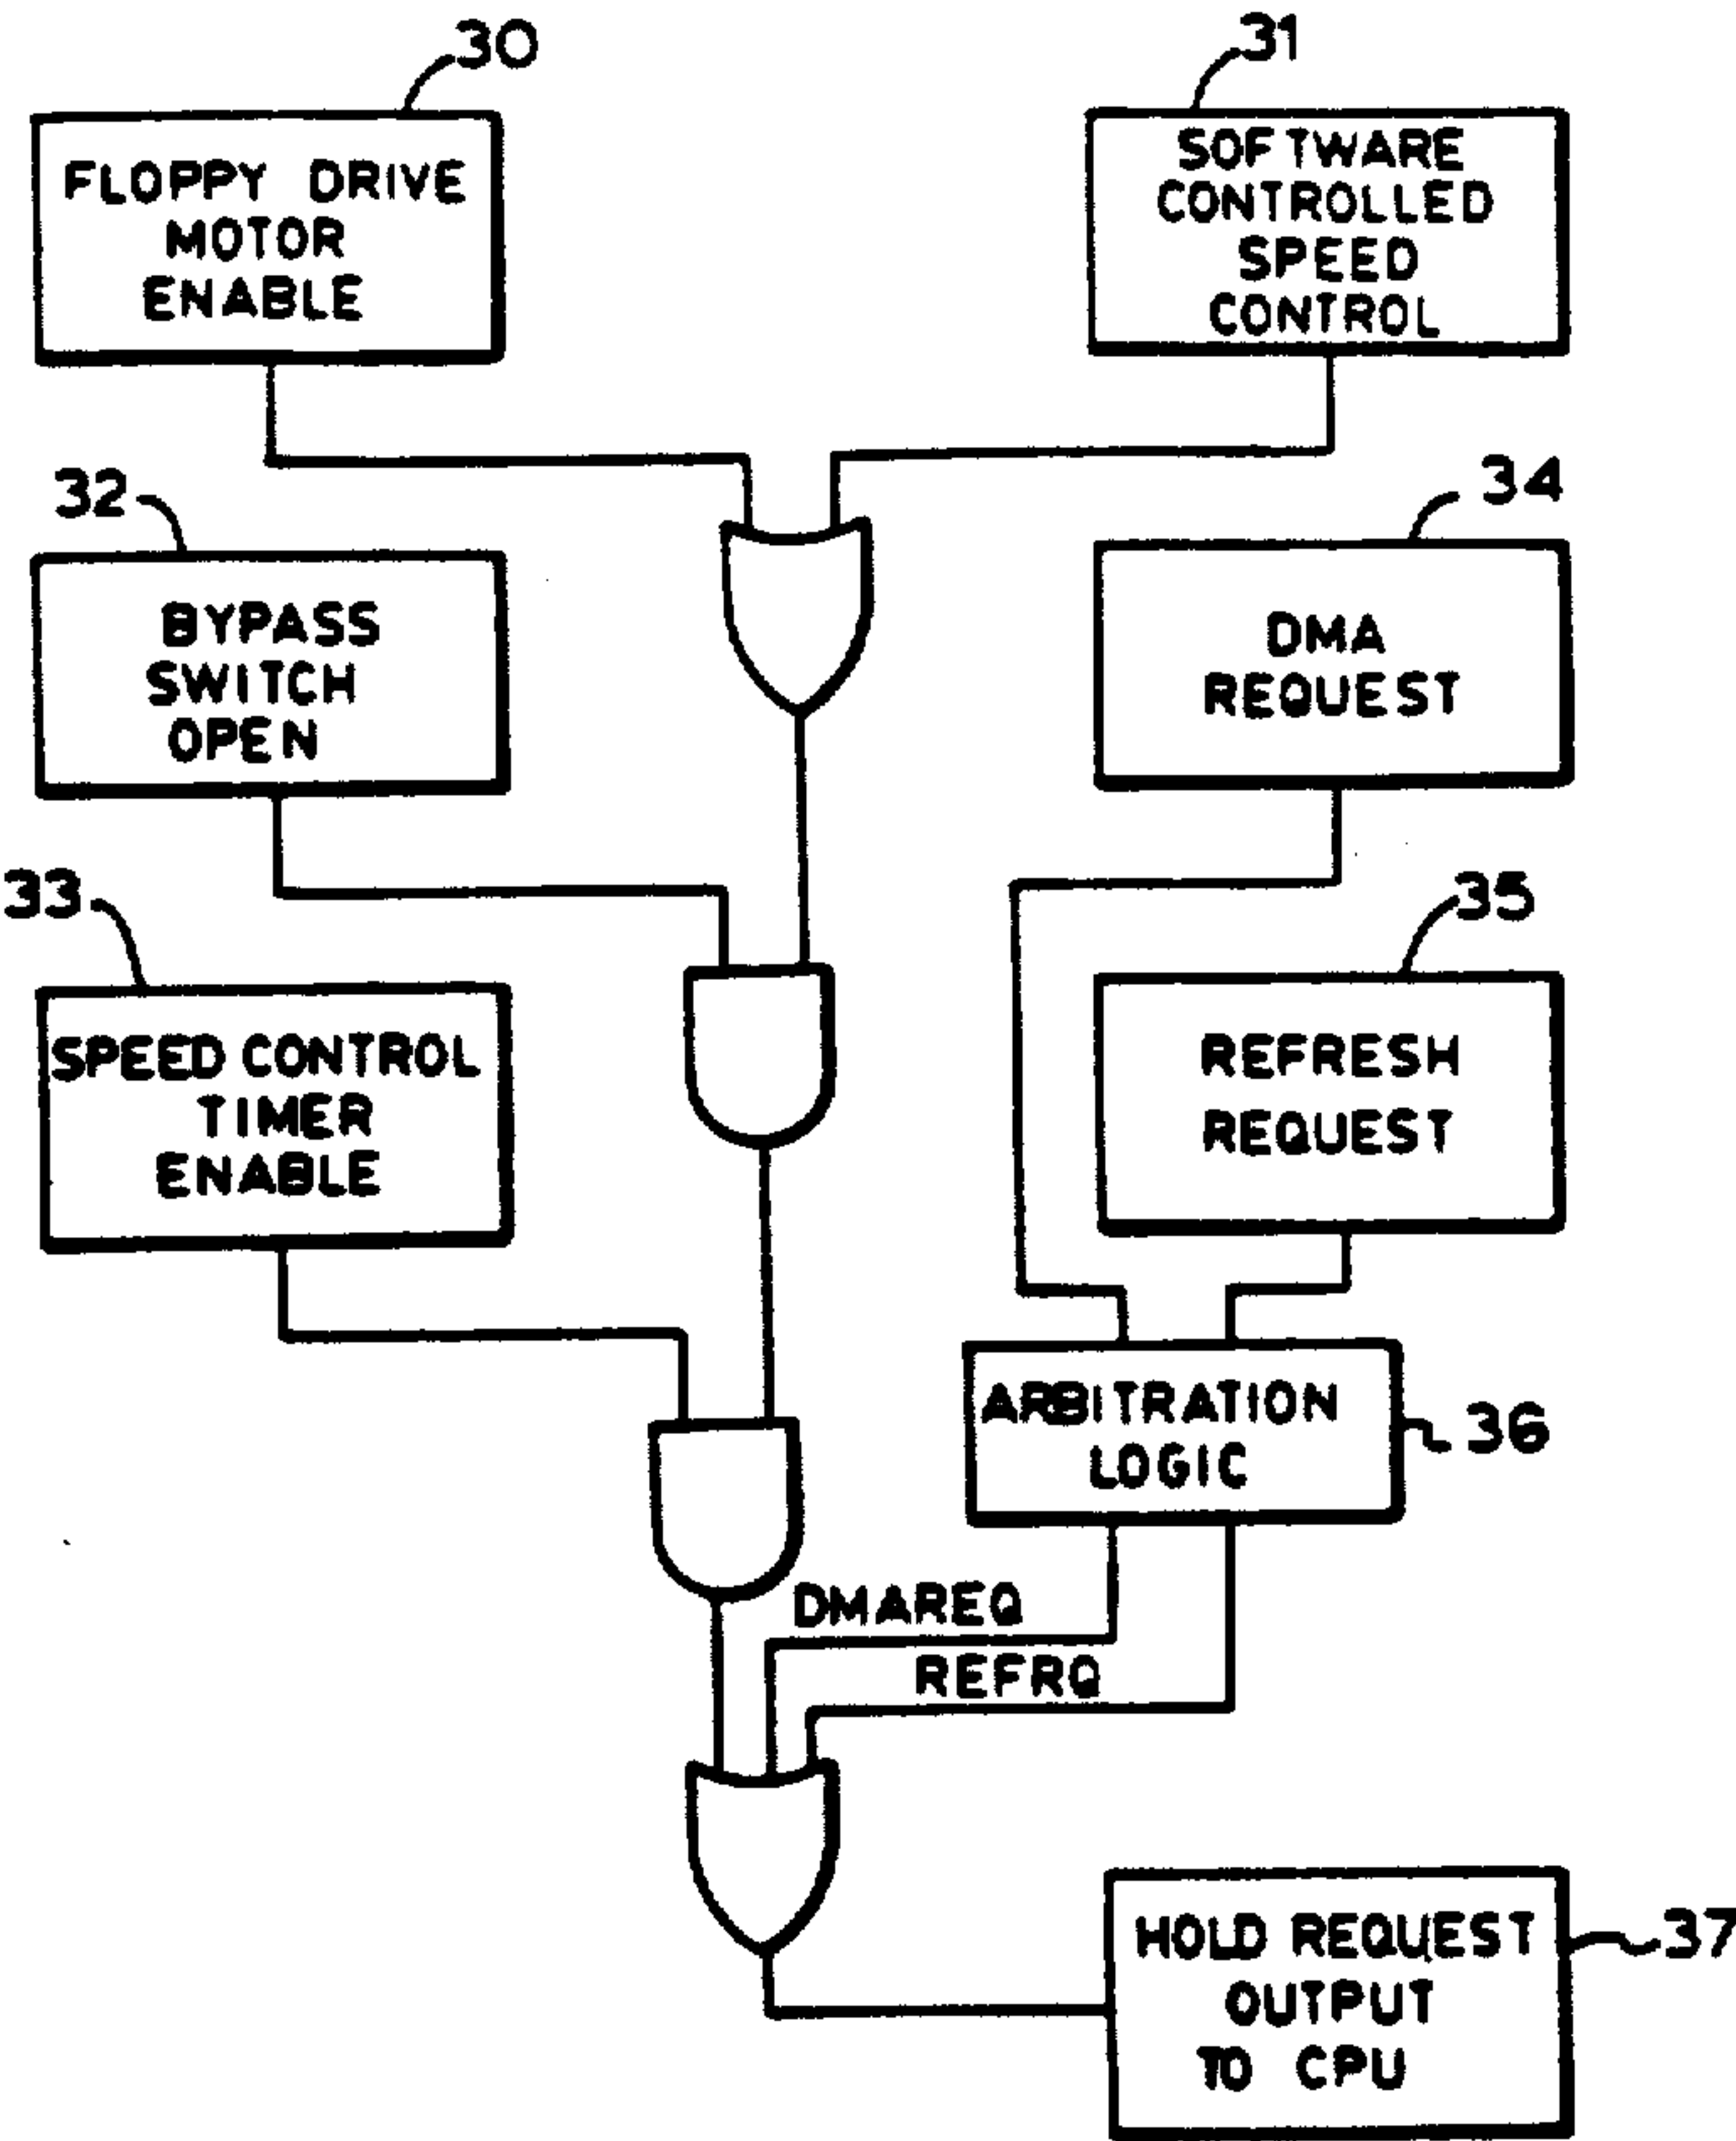 30
FLOPPY DRIVE
MOTOR
ENABLE
31
SOFTWARE
CONTROLLED
SPEED
CONTROL
32
BYPASS
SWITCH
OPEN
34
DMA
REQUEST
33
SPEED CONTROL
TIMER
ENABLE
35
REFRESH
REQUEST
ARBITRATION
LOGIC
36
DMAREQ
REFRQ
HOLD REQUEST
OUTPUT
TO CPU
37